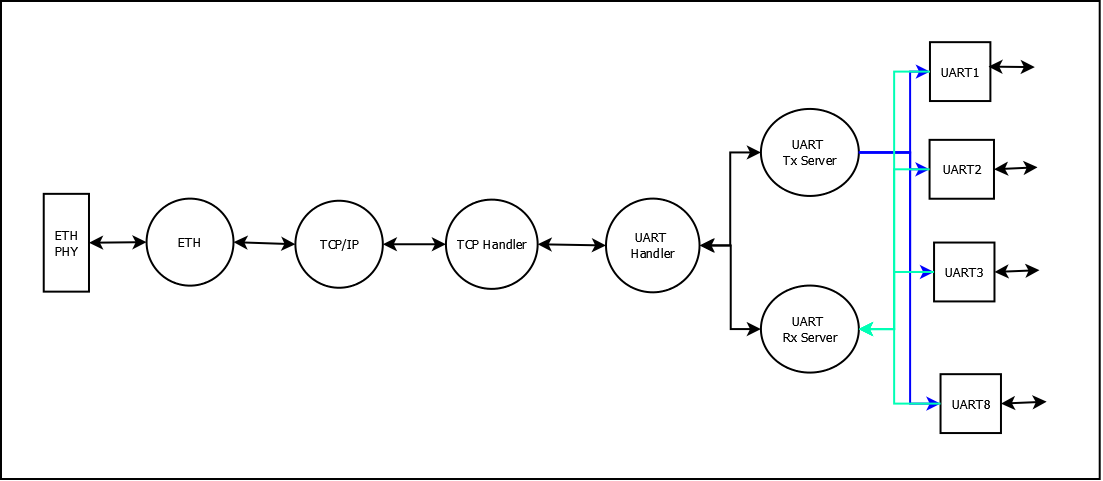 ETH
PHY
ETH
TCP/IP
TCP Handler
UART
Handler
UART
Tx Server
UART
Rx Server
UART1
UART2
UART3
UART8